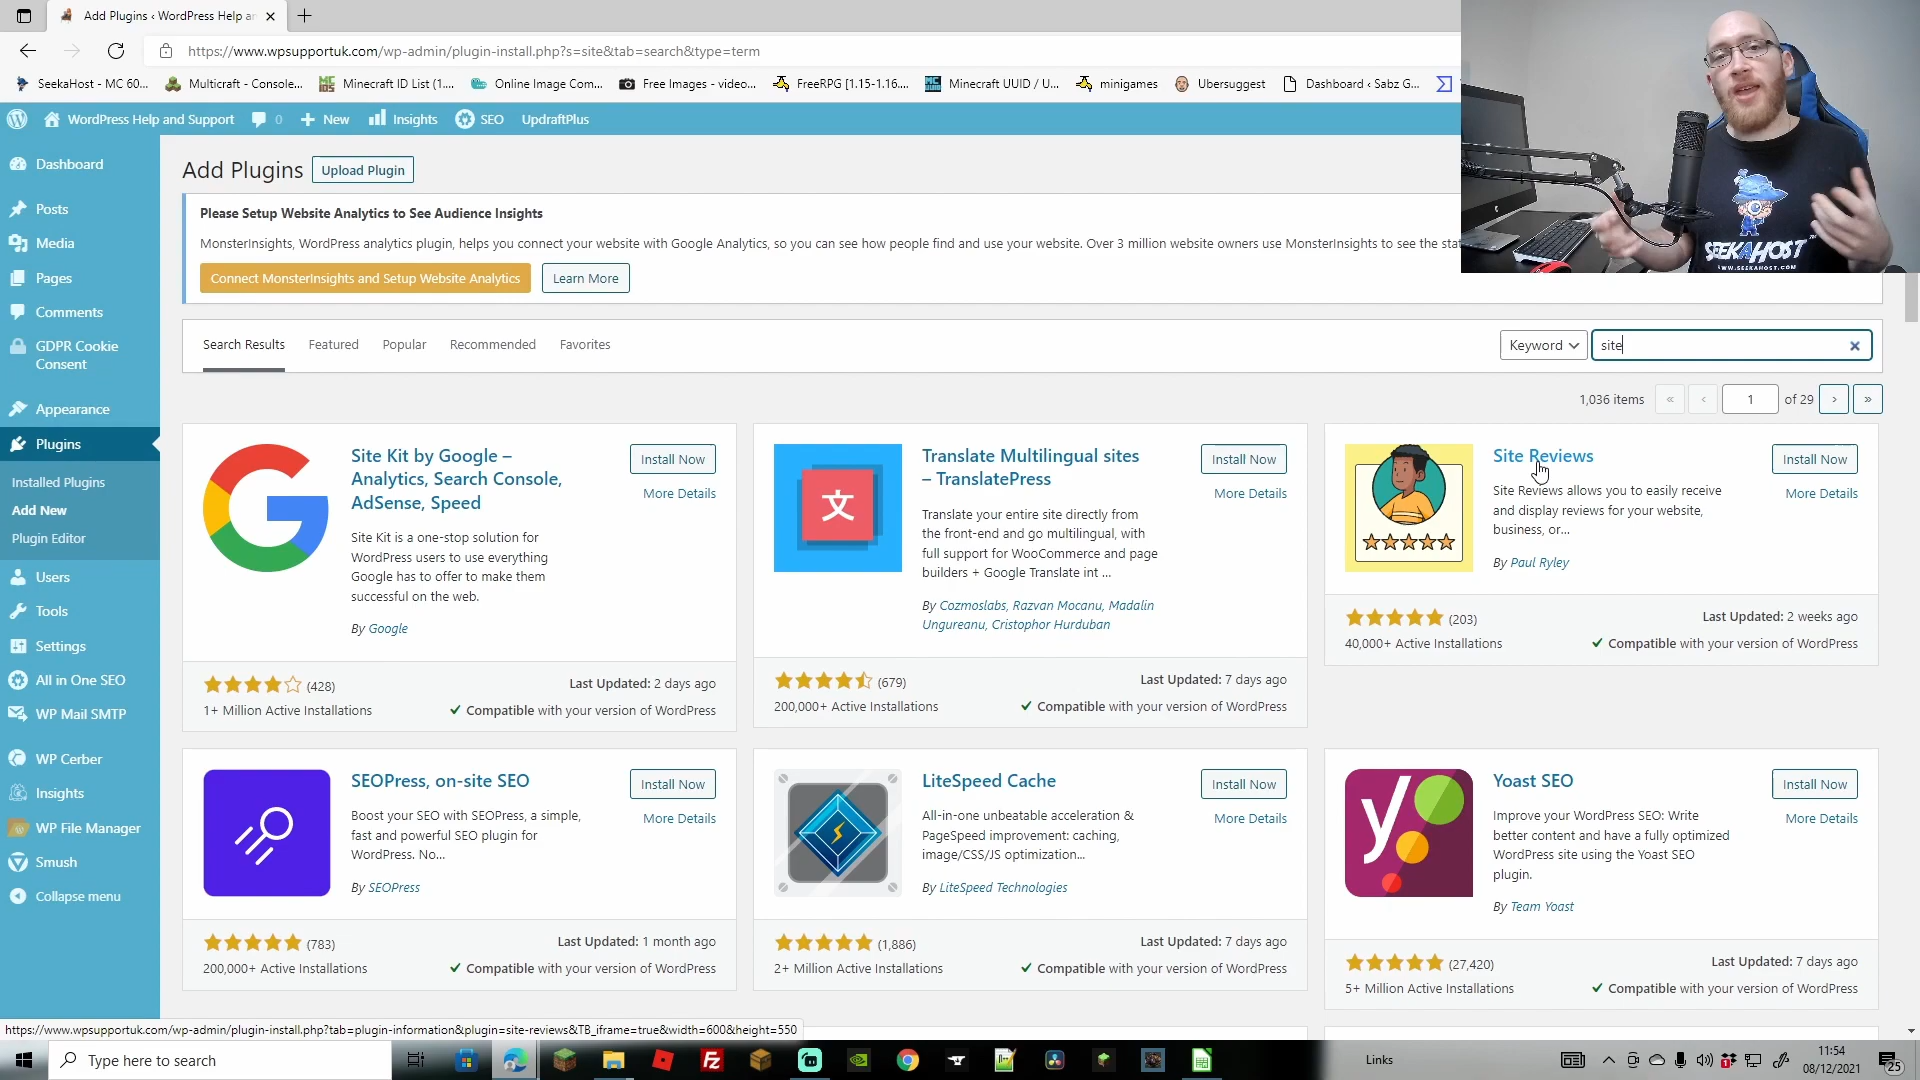 Add Plugins ‹ WordPress Help an
https://www.wpsupportuk.com/wp-admin/plugin-install.php?s=site&tab=search&type=term
SeekaHost - MC 60...
Multicraft - Console...
Minecraft ID List (1....
Online Image Com...
Free Images - video...
FreeRPG [1.15-1.16....
Minecraft UUID / U...
minigames
Ubersuggest
Dashboard ‹ Sabz G...
WordPress Help and Support
0
New
Insights
SEO
UpdraftPlus
SEEKAHOST
WWW.SEEKAHOST.COM
Dashboard
Posts
Media
Pages
Comments
GDPR Cookie
Consent
Appearance
Plugins
Installed Plugins
Add New
Plugin Editor
Users
Tools
Settings
All in One SEO
WP Mail SMTP
WP Cerber
Insights
WP File Manager
Smush
Collapse menu
Add Plugins
Upload Plugin
Please Setup Website Analytics to See Audience Insights
MonsterInsights, WordPress analytics plugin, helps you connect your website with Google Analytics, so you can see how people find and use your website. Over 3 million website owners use MonsterInsights to see the stat
Connect MonsterInsights and Setup Website Analytics
Learn More
Search Results
Featured
Popular
Recommended
Favorites
Keyword
site
1,036 items
«
‹
1
of 29
›
»
Site Kit by Google –
Analytics, Search Console,
AdSense, Speed
Install Now
More Details
Site Kit is a one-stop solution for
WordPress users to use everything
Google has to offer to make them
successful on the web.
By Google
(428)
Last Updated: 2 days ago
1+ Million Active Installations
Compatible with your version of WordPress
文
Translate Multilingual sites
– TranslatePress
Install Now
More Details
Translate your entire site directly from
the front-end and go multilingual, with
full support for WooCommerce and page
builders + Google Translate int ...
By Cozmoslabs, Razvan Mocanu, Madalin
Ungureanu, Cristophor Hurduban
(679)
Last Updated: 7 days ago
200,000+ Active Installations
Compatible with your version of WordPress
Site Reviews
Install Now
More Details
Site Reviews allows you to easily receive
and display reviews for your website,
business, or...
By Paul Ryley
(203)
Last Updated: 2 weeks ago
40,000+ Active Installations
Compatible with your version of WordPress
SEOPress, on-site SEO
Install Now
More Details
Boost your SEO with SEOPress, a simple,
fast and powerful SEO plugin for
WordPress. No...
By SEOPress
(783)
Last Updated: 1 month ago
200,000+ Active Installations
Compatible with your version of WordPress
LiteSpeed Cache
Install Now
More Details
All-in-one unbeatable acceleration &
PageSpeed improvement: caching,
image/CSS/JS optimization...
By LiteSpeed Technologies
(1,886)
Last Updated: 7 days ago
2+ Million Active Installations
Compatible with your version of WordPress
y
Yoast SEO
Install Now
More Details
Improve your WordPress SEO: Write
better content and have a fully optimized
WordPress site using the Yoast SEO
plugin.
By Team Yoast
(27,420)
Last Updated: 7 days ago
5+ Million Active Installations
Compatible with your version of WordPress
https://www.wpsupportuk.com/wp-admin/plugin-install.php?tab=plugin-information&plugin=site-reviews&TB_iframe=true&width=600&height=550
Type here to search
Links
11:54
08/12/2021
25